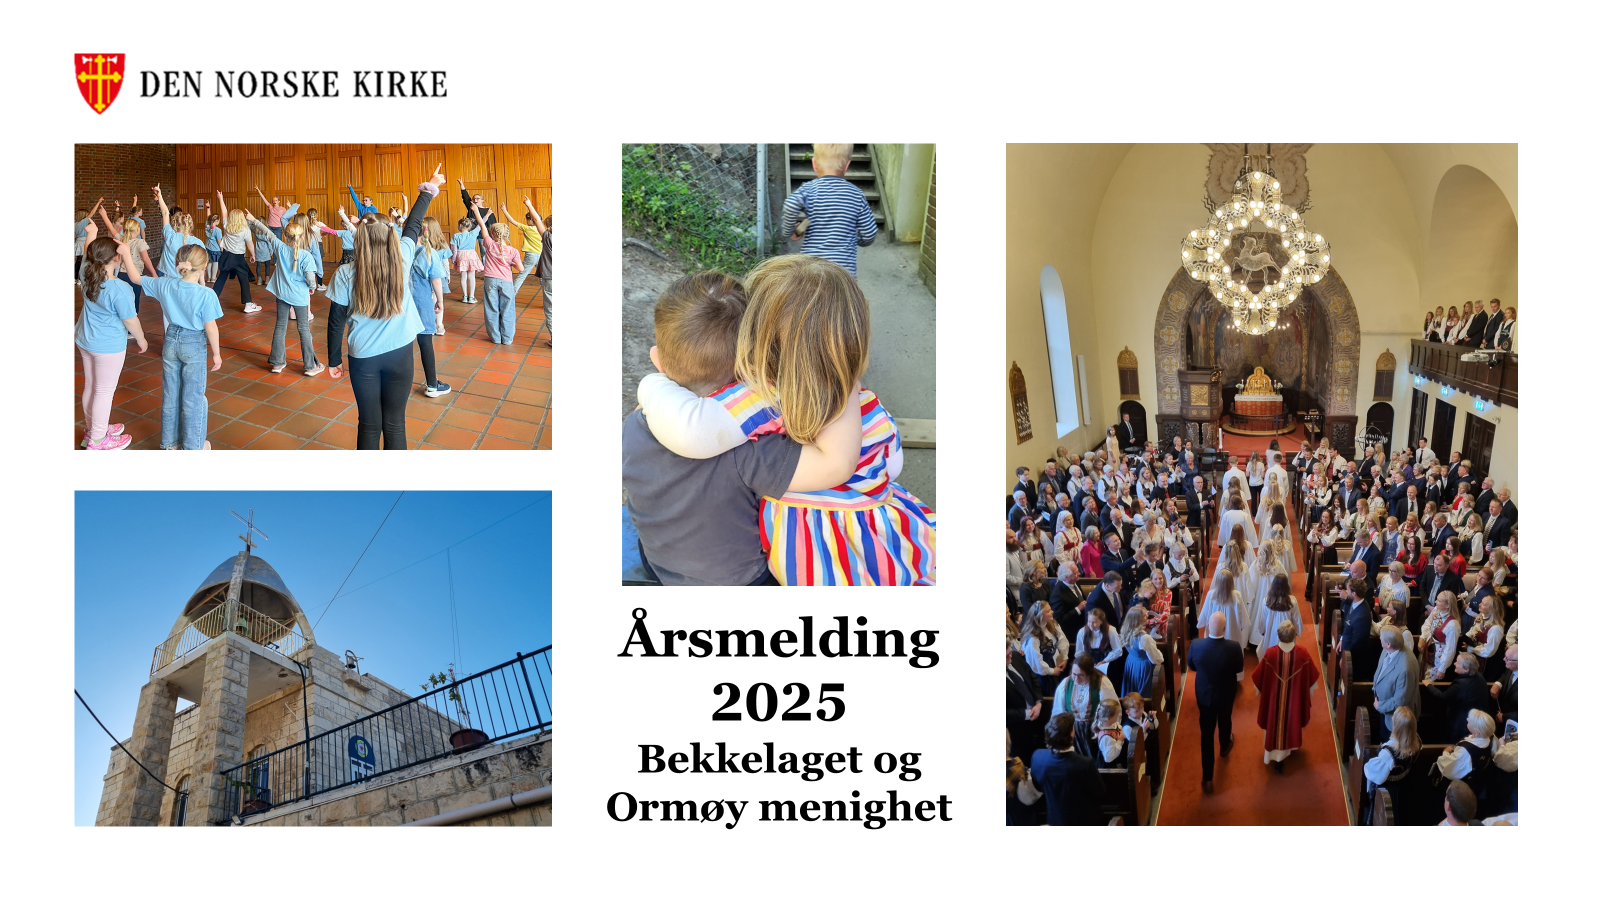 DEN NORSKE KIRKE
Årsmelding
2025
Bekkelaget og
Ormøy menighet